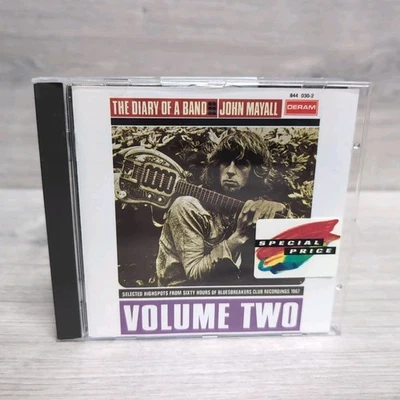 844 030-2
THE DIARY OF A BAND JOHN MAYALL DERAM
SPECIAL
PRICE
SELECTED HIGHSPOTS FROM SIXTY HOURS OF BLUESBREAKERS CLUB RECORDINGS 1967
VOLUME TWO